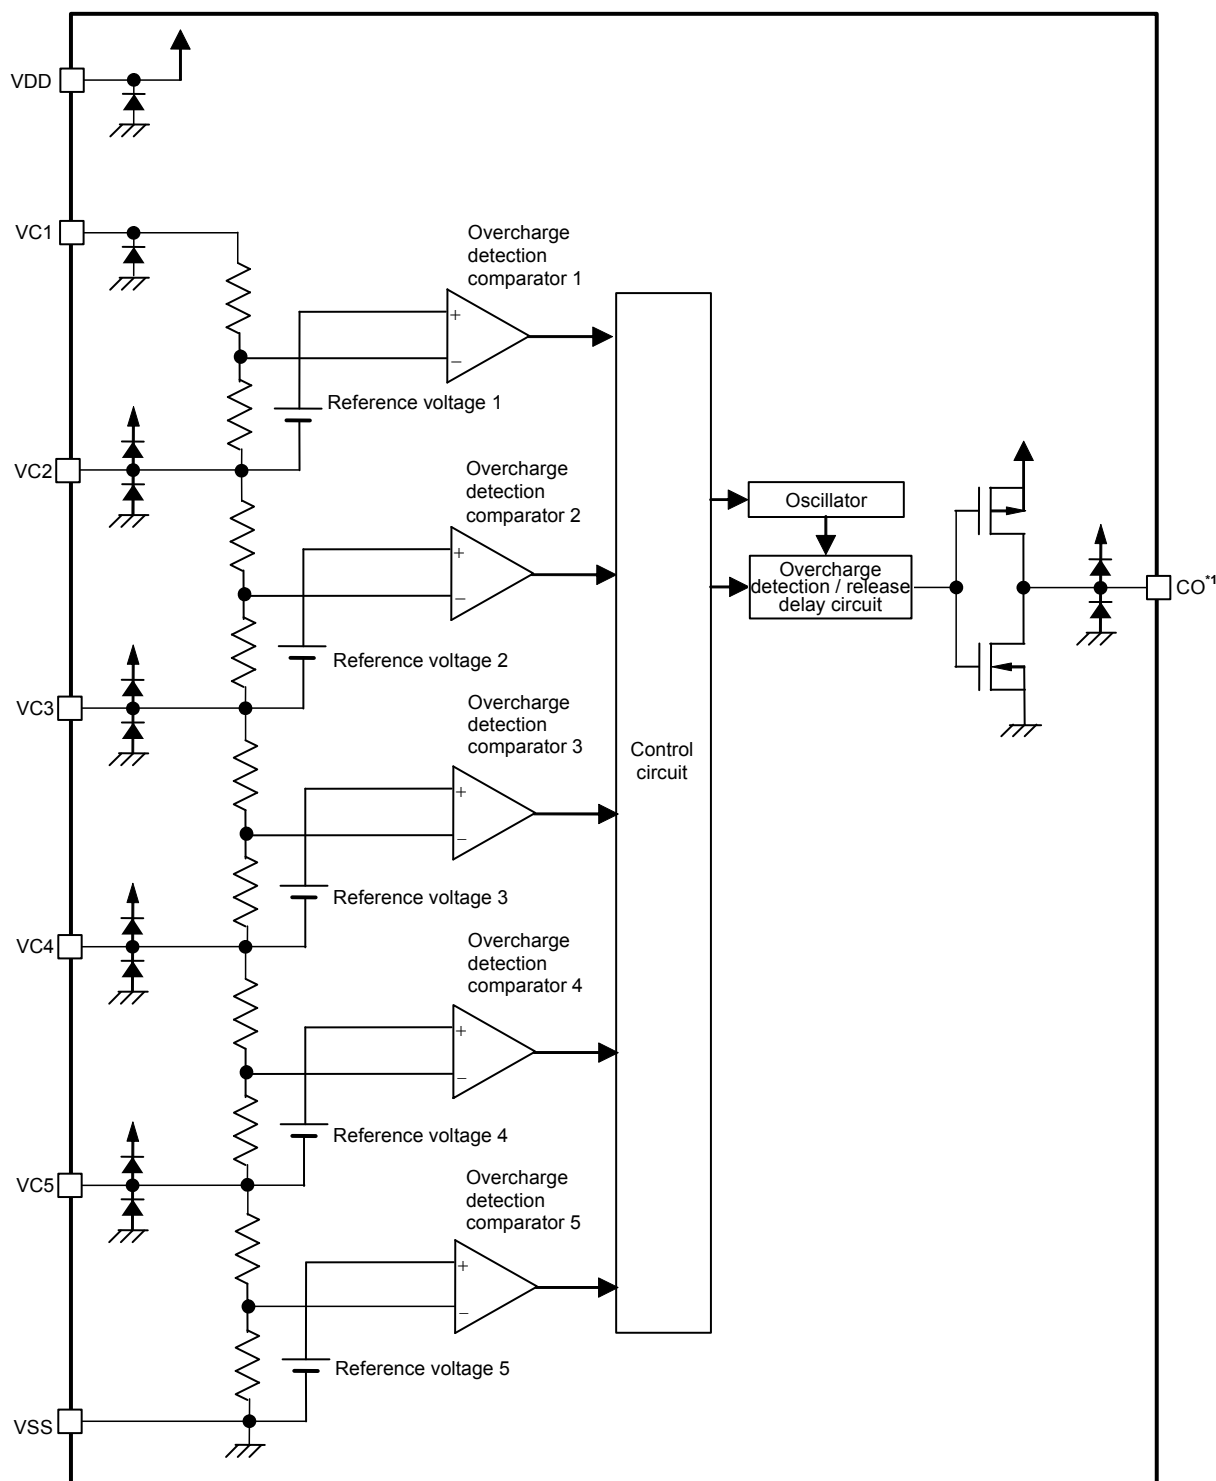 VDD
VC1
Overcharge
detection
comparator 1
+
−
Reference voltage 1
VC2
Overcharge
detection
comparator 2
+
−
Reference voltage 2
Oscillator
Overcharge
detection / release
delay circuit
CO*1
VC3
Overcharge
detection
comparator 3
Control
circuit
+
−
Reference voltage 3
VC4
Overcharge
detection
comparator 4
+
−
Reference voltage 4
VC5
Overcharge
detection
comparator 5
+
−
Reference voltage 5
VSS